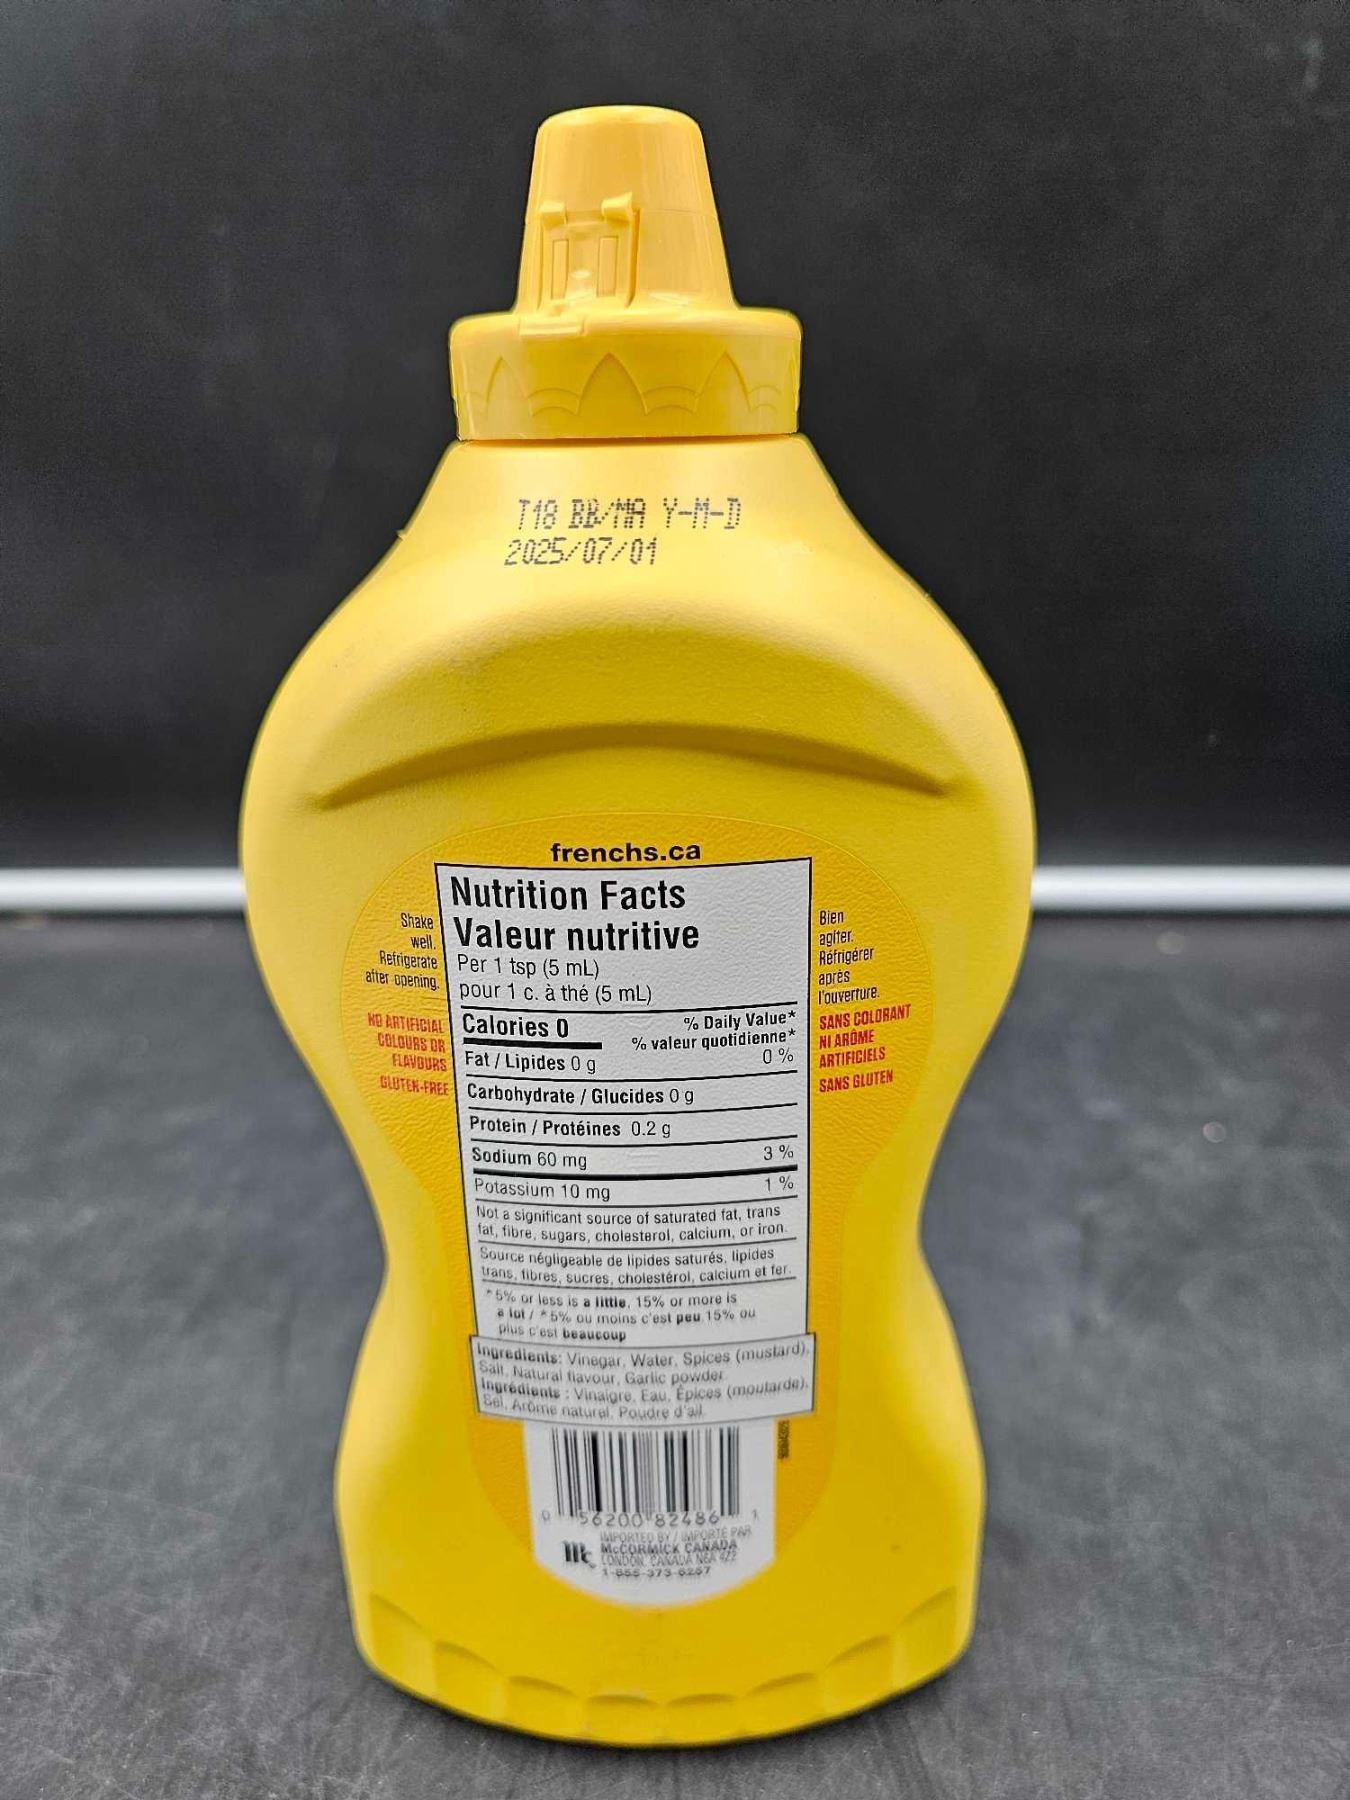 T18 BB/MA Y-M-D
2025/07/01
frenchs.ca
Nutrition Facts
Valeur nutritive
Per 1 tsp (5 mL)
pour 1 c. à thé (5 mL)
Calories 0
% Daily Value*
% valeur quotidienne*
Fat / Lipides 0 g 0 %
Carbohydrate / Glucides 0 g
Protein / Protéines 0.2 g
Sodium 60 mg 3 %
Potassium 10 mg 1 %
Not a significant source of saturated fat, trans
fat, fibre, sugars, cholesterol, calcium, or iron.
Source négligeable de lipides saturés, lipides
trans, fibres, sucres, cholestérol, calcium et fer.
*5% or less is a little, 15% or more is
a lot / *5% ou moins c'est peu 15% ou
plus c'est beaucoup
Ingredients: Vinegar, Water, Spices (mustard),
Salt, Natural flavour, Garlic powder.
Ingrédients : Vinaigre, Eau, Épices (moutarde),
Sel, Arôme naturel, Poudre d'ail.
Shake
well.
Refrigerate
after opening.
NO ARTIFICIAL
COLOURS OR
FLAVOURS
GLUTEN-FREE
Bien
agiter.
Réfrigérer
après
l'ouverture.
SANS COLORANT
NI ARÔME
ARTIFICIELS
SANS GLUTEN
0 56200 82486 1
IMPORTED BY / IMPORTÉ PAR
Mc McCORMICK CANADA
LONDON, CANADA N6A 4Z2
1-855-373-6267